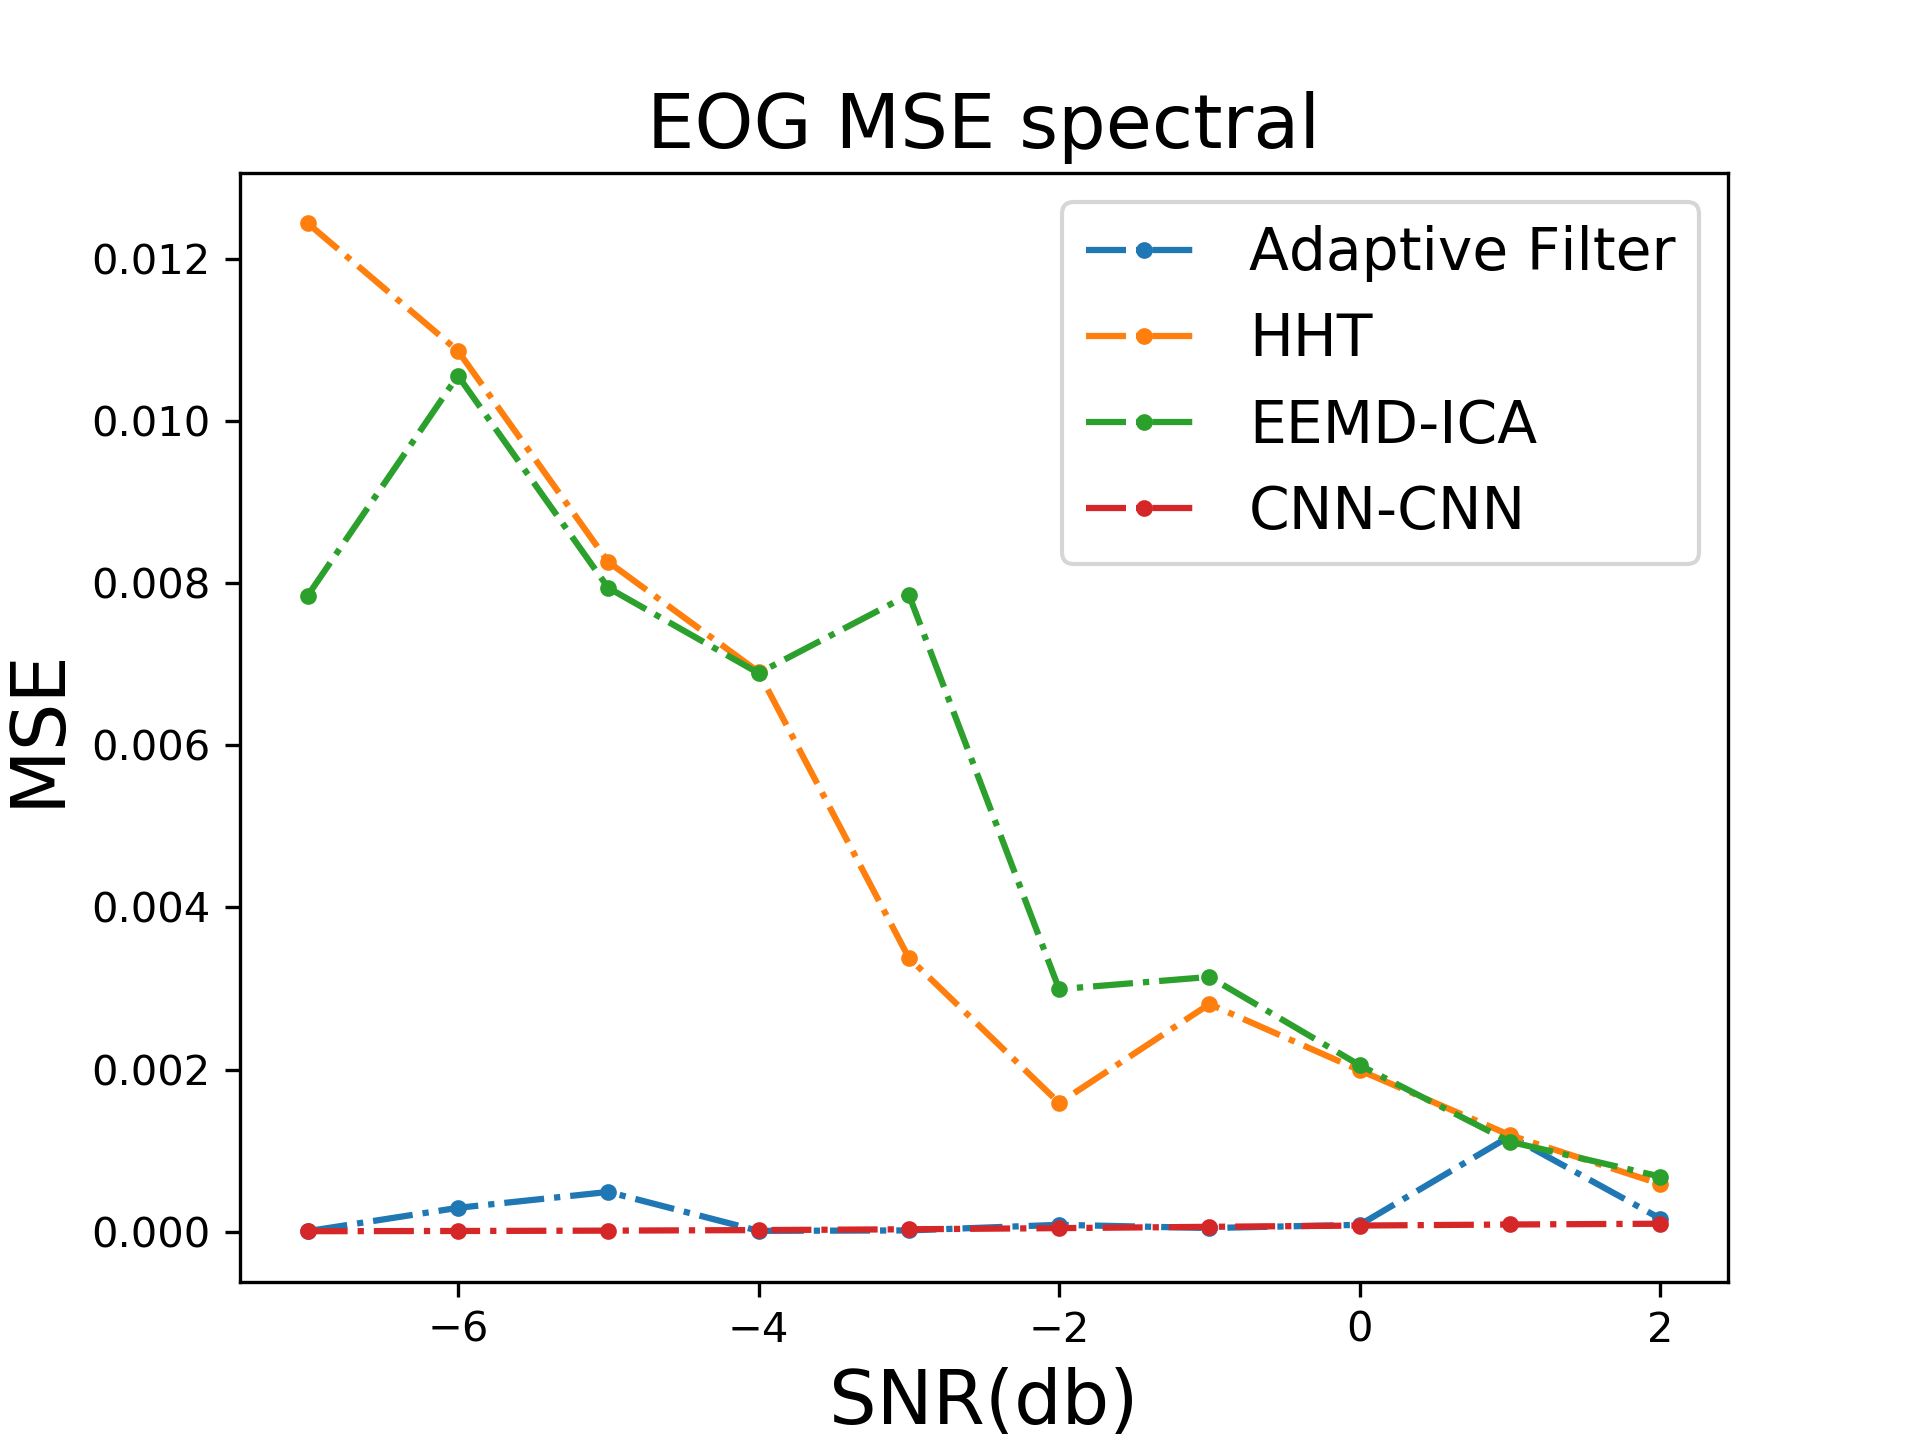 EOG MSE spectral
Adaptive Filter
HHT
EEMD-ICA
CNN-CNN
MSE
0.012
0.010
0.008
0.006
0.004
0.002
0.000
−6
−4
−2
0
2
SNR(db)